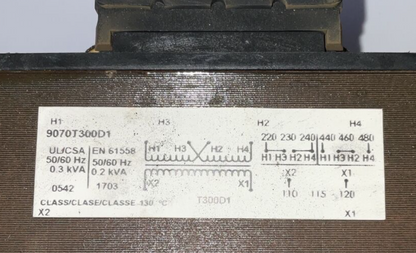 H1 H3 H2 H4
9070T300D1
UL/CSA EN 61558
50/60 Hz 50/60 Hz
0.3 kVA 0.2 kVA
0542 1703
CLASS/CLASE/CLASSE 130 °C
X2 X1
H1 H3 H2 H4
X2 X1
T300D1
220 230 240 440 460 480
H1 H3 H2 H4 H1 H3 H2 H4
X2 X1
110 115 120